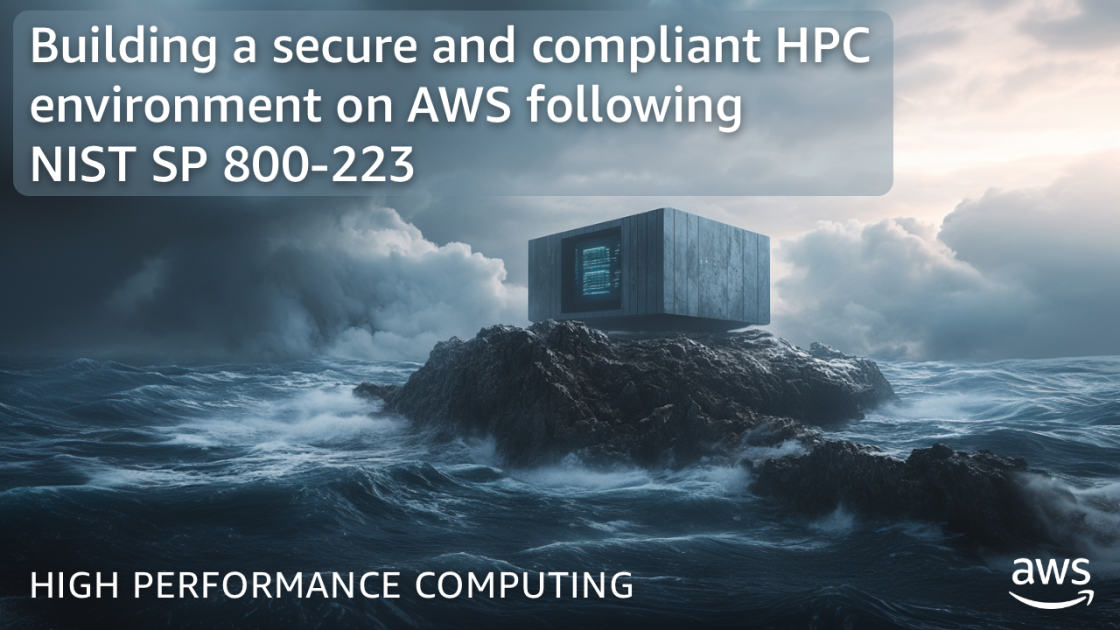 Building a secure and compliant HPC
environment on AWS following
NIST SP 800-223
HIGH PERFORMANCE COMPUTING
aws